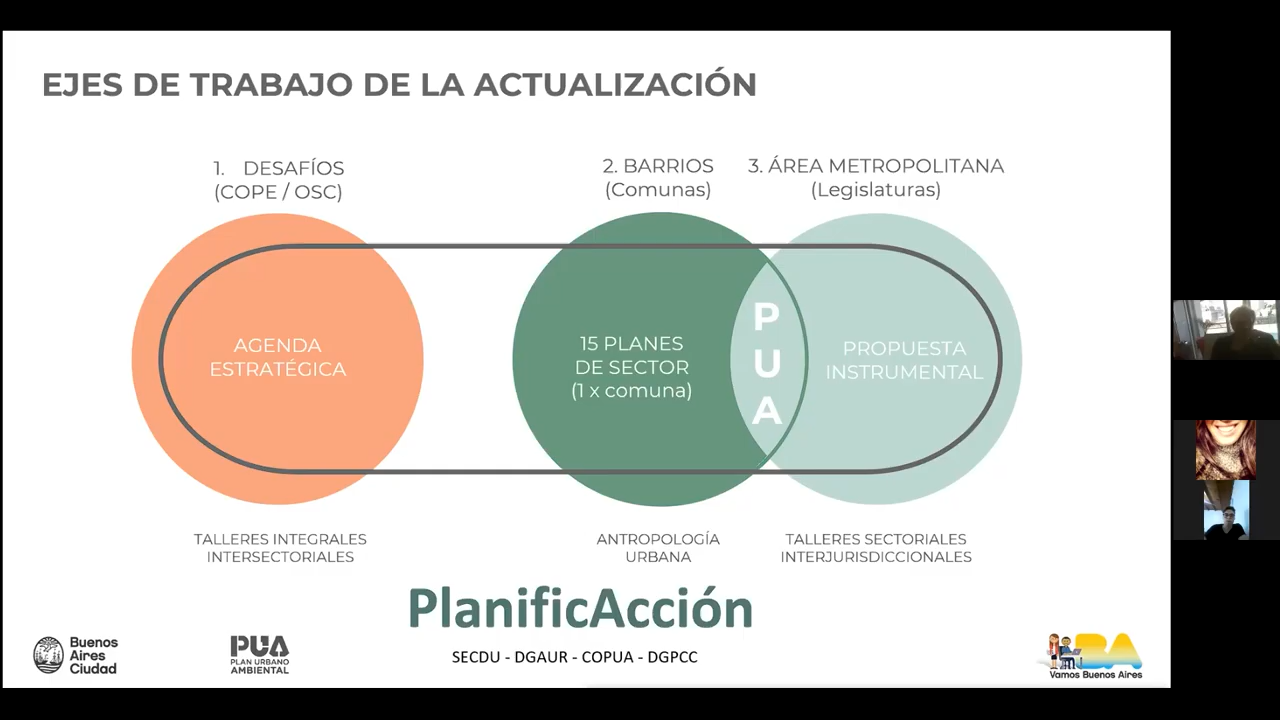 EJES DE TRABAJO DE LA ACTUALIZACIÓN
1. DESAFÍOS
(COPE / OSC)
2. BARRIOS
(Comunas)
3. ÁREA METROPOLITANA
(Legislaturas)
AGENDA
ESTRATÉGICA
15 PLANES
DE SECTOR
(1 x comuna)
P
U
A
PROPUESTA
INSTRUMENTAL
TALLERES INTEGRALES
INTERSECTORIALES
ANTROPOLOGÍA
URBANA
TALLERES SECTORIALES
INTERJURISDICCIONALES
PlanificAcción
SECDU - DGAUR - COPUA - DGPCC
Buenos
Aires
Ciudad
PUA
PLAN URBANO
AMBIENTAL
BA
Vamos Buenos Aires